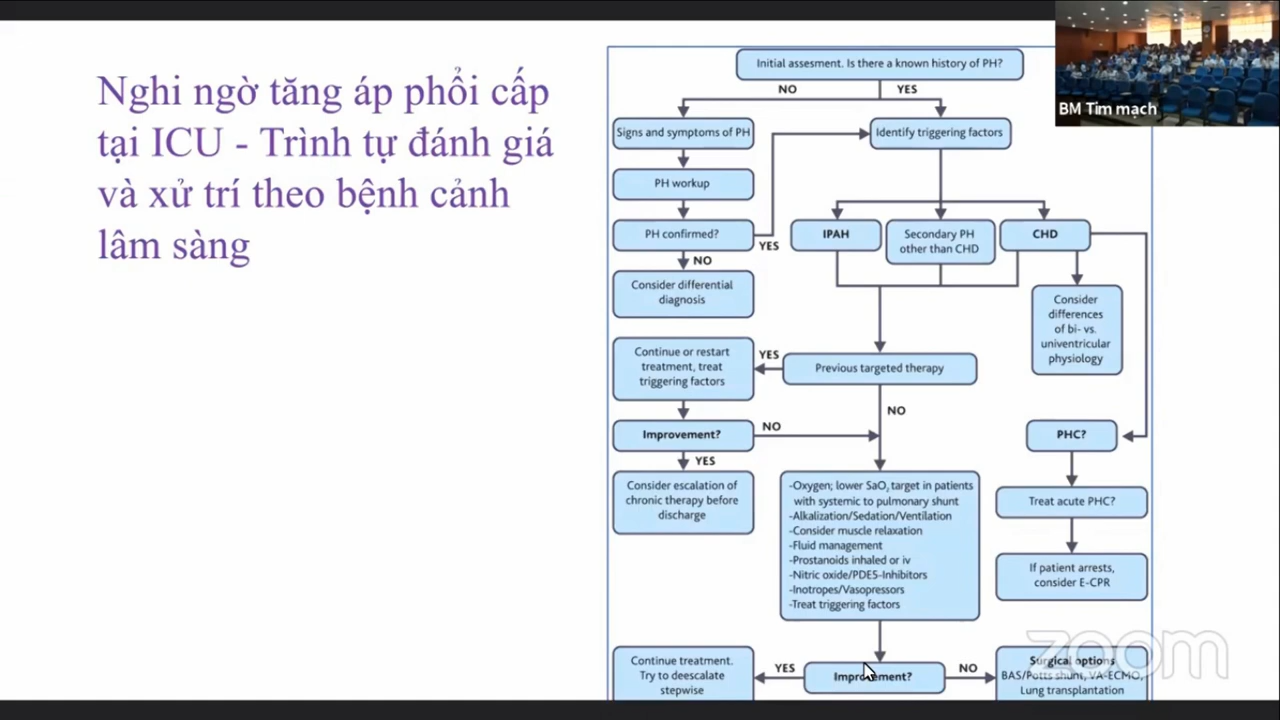 Nghi ngờ tăng áp phổi cấp
tại ICU - Trình tự đánh giá
và xử trí theo bệnh cảnh
lâm sàng
Initial assesment. Is there a known history of PH?
NO
YES
Signs and symptoms of PH
Identify triggering factors
PH workup
PH confirmed?
YES
NO
Consider differential
diagnosis
IPAH
Secondary PH
other than CHD
CHD
Consider
differences
of bi- vs.
univentricular
physiology
Continue or restart
treatment, treat
triggering factors
YES
Previous targeted therapy
NO
Improvement?
NO
YES
Consider escalation of
chronic therapy before
discharge
PHC?
Treat acute PHC?
If patient arrests,
consider E-CPR
-Oxygen; lower SaO₂ target in patients
with systemic to pulmonary shunt
-Alkalization/Sedation/Ventilation
-Consider muscle relaxation
-Fluid management
-Prostanoids inhaled or iv
-Nitric oxide/PDE5-Inhibitors
-Inotropes/Vasopressors
-Treat triggering factors
Continue treatment.
Try to deescalate
stepwise
YES
Improvement?
NO
Surgical options
BAS/Potts shunt, VA-ECMO,
Lung transplantation
BM Tim mạch
zoom